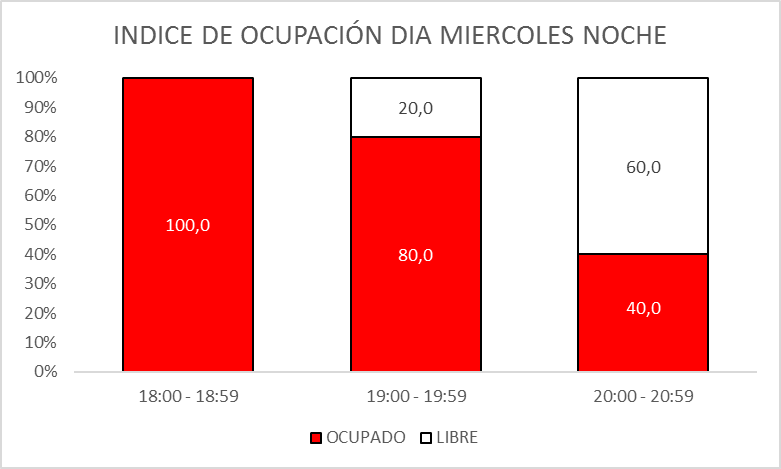 INDICE DE OCUPACIÓN DIA MIERCOLES NOCHE
100%
90%
80%
70%
60%
50%
40%
30%
20%
10%
0%
100,0
20,0
80,0
60,0
40,0
18:00 - 18:59
19:00 - 19:59
20:00 - 20:59
OCUPADO
LIBRE